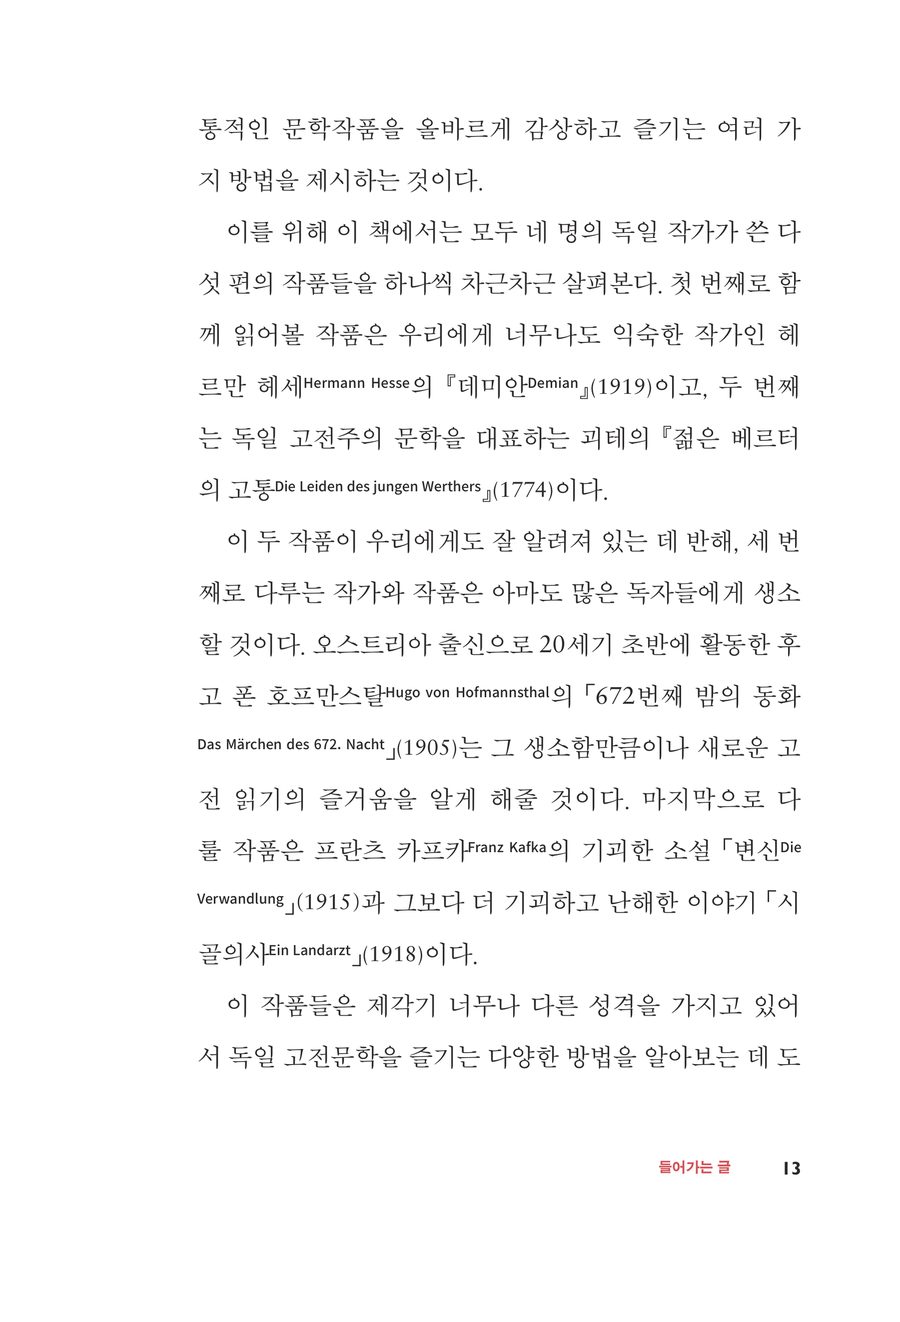 통적인 문학작품을 올바르게 감상하고 즐기는 여러 가
지 방법을 제시하는 것이다.
이를 위해 이 책에서는 모두 네 명의 독일 작가가 쓴 다
섯 편의 작품들을 하나씩 차근차근 살펴본다. 첫 번째로 함
께 읽어볼 작품은 우리에게 너무나도 익숙한 작가인 헤
르만 헤세Hermann Hesse의 『데미안Demian』(1919)이고, 두 번째
는 독일 고전주의 문학을 대표하는 괴테의 『젊은 베르터
의 고통Die Leiden des jungen Werthers』(1774)이다.
이 두 작품이 우리에게도 잘 알려져 있는 데 반해, 세 번
째로 다루는 작가와 작품은 아마도 많은 독자들에게 생소
할 것이다. 오스트리아 출신으로 20세기 초반에 활동한 후
고 폰 호프만스탈Hugo von Hofmannsthal의 「672번째 밤의 동화
Das Märchen des 672. Nacht」(1905)는 그 생소함만큼이나 새로운 고
전 읽기의 즐거움을 알게 해줄 것이다. 마지막으로 다
룰 작품은 프란츠 카프카Franz Kafka의 기괴한 소설 「변신Die
Verwandlung」(1915)과 그보다 더 기괴하고 난해한 이야기 「시
골의사Ein Landarzt」(1918)이다.
이 작품들은 제각기 너무나 다른 성격을 가지고 있어
서 독일 고전문학을 즐기는 다양한 방법을 알아보는 데 도
들어가는 글 13